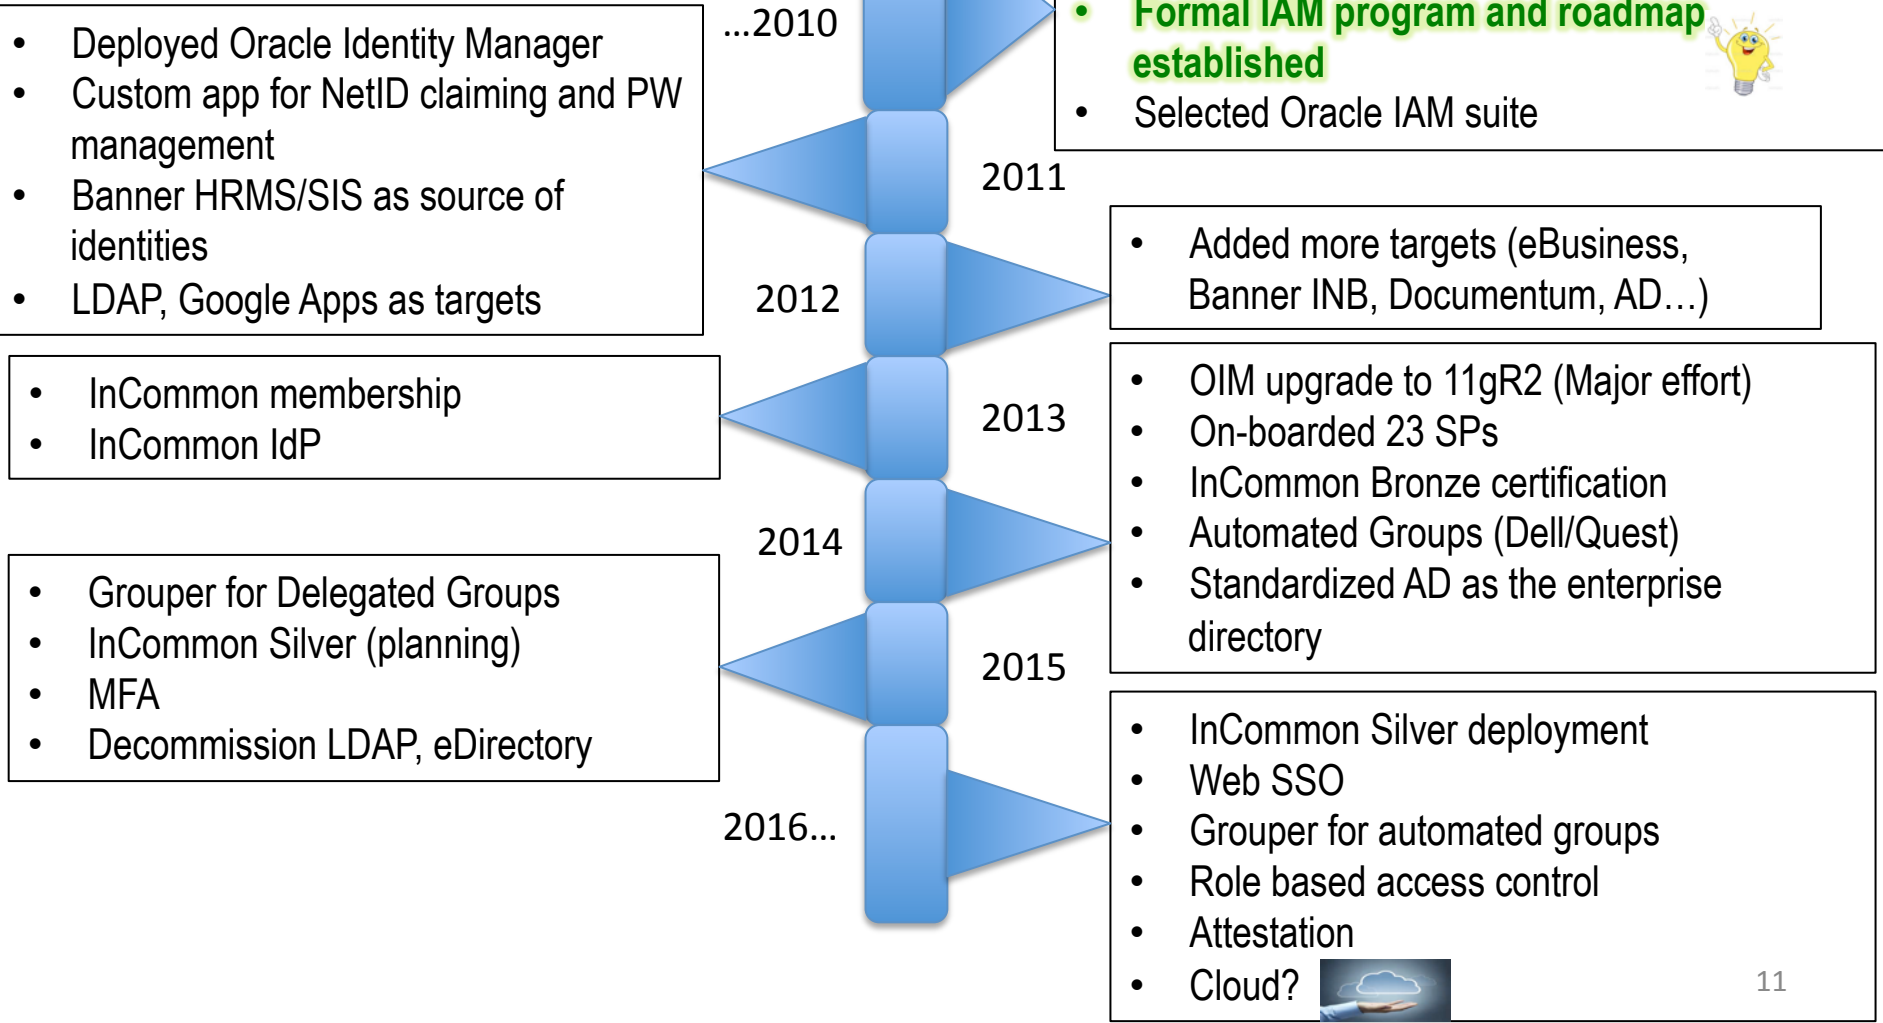 …2010
• Formal IAM program and roadmap
established
• Selected Oracle IAM suite
• Deployed Oracle Identity Manager
• Custom app for NetID claiming and PW
management
• Banner HRMS/SIS as source of
identities
• LDAP, Google Apps as targets
2011
2012
• Added more targets (eBusiness,
Banner INB, Documentum, AD…)
• InCommon membership
• InCommon IdP
2013
2014
• OIM upgrade to 11gR2 (Major effort)
• On-boarded 23 SPs
• InCommon Bronze certification
• Automated Groups (Dell/Quest)
• Standardized AD as the enterprise
directory
• Grouper for Delegated Groups
• InCommon Silver (planning)
• MFA
• Decommission LDAP, eDirectory
2015
2016…
• InCommon Silver deployment
• Web SSO
• Grouper for automated groups
• Role based access control
• Attestation
• Cloud?
11